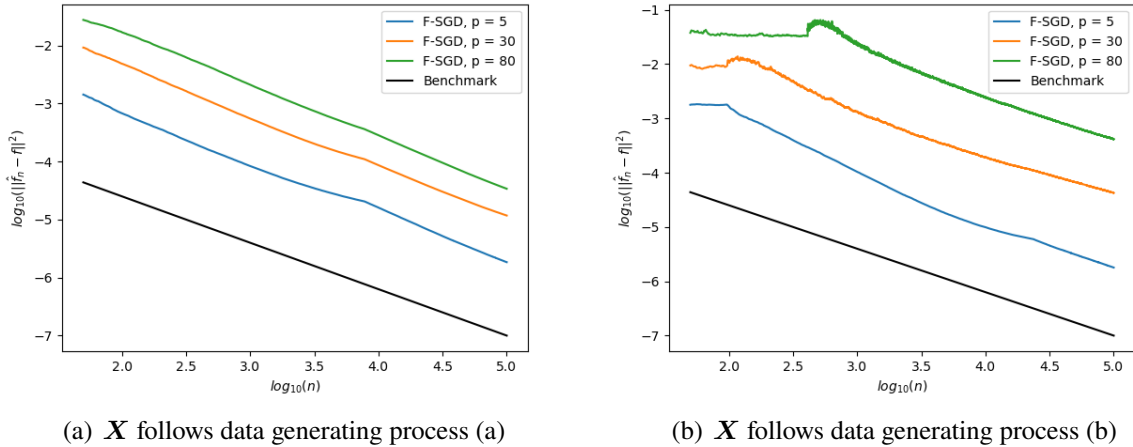 F-SGD, p = 5
F-SGD, p = 30
F-SGD, p = 80
Benchmark
−2
−3
−4
−5
−6
−7
log₁₀(||f̂ₙ − f||²)
2.0 2.5 3.0 3.5 4.0 4.5 5.0
log₁₀(n)
(a) X follows data generating process (a)
F-SGD, p = 5
F-SGD, p = 30
F-SGD, p = 80
Benchmark
−1
−2
−3
−4
−5
−6
−7
log₁₀(||f̂ₙ − f||²)
2.0 2.5 3.0 3.5 4.0 4.5 5.0
log₁₀(n)
(b) X follows data generating process (b)